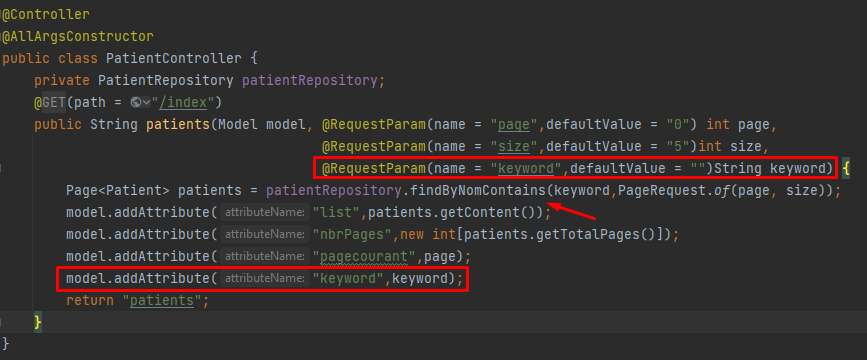 @Controller
@AllArgsConstructor
public class PatientController {
private PatientRepository patientRepository;
@GET(path = "/index")
public String patients(Model model, @RequestParam(name = "page",defaultValue = "0") int page,
@RequestParam(name = "size",defaultValue = "5")int size,
@RequestParam(name = "keyword",defaultValue = "")String keyword) {
Page<Patient> patients = patientRepository.findByNomContains(keyword,PageRequest.of(page, size));
model.addAttribute( attributeName: "list",patients.getContent());
model.addAttribute( attributeName: "nbrPages",new int[patients.getTotalPages()]);
model.addAttribute( attributeName: "pagecourant",page);
model.addAttribute( attributeName: "keyword",keyword);
return "patients";
}
}